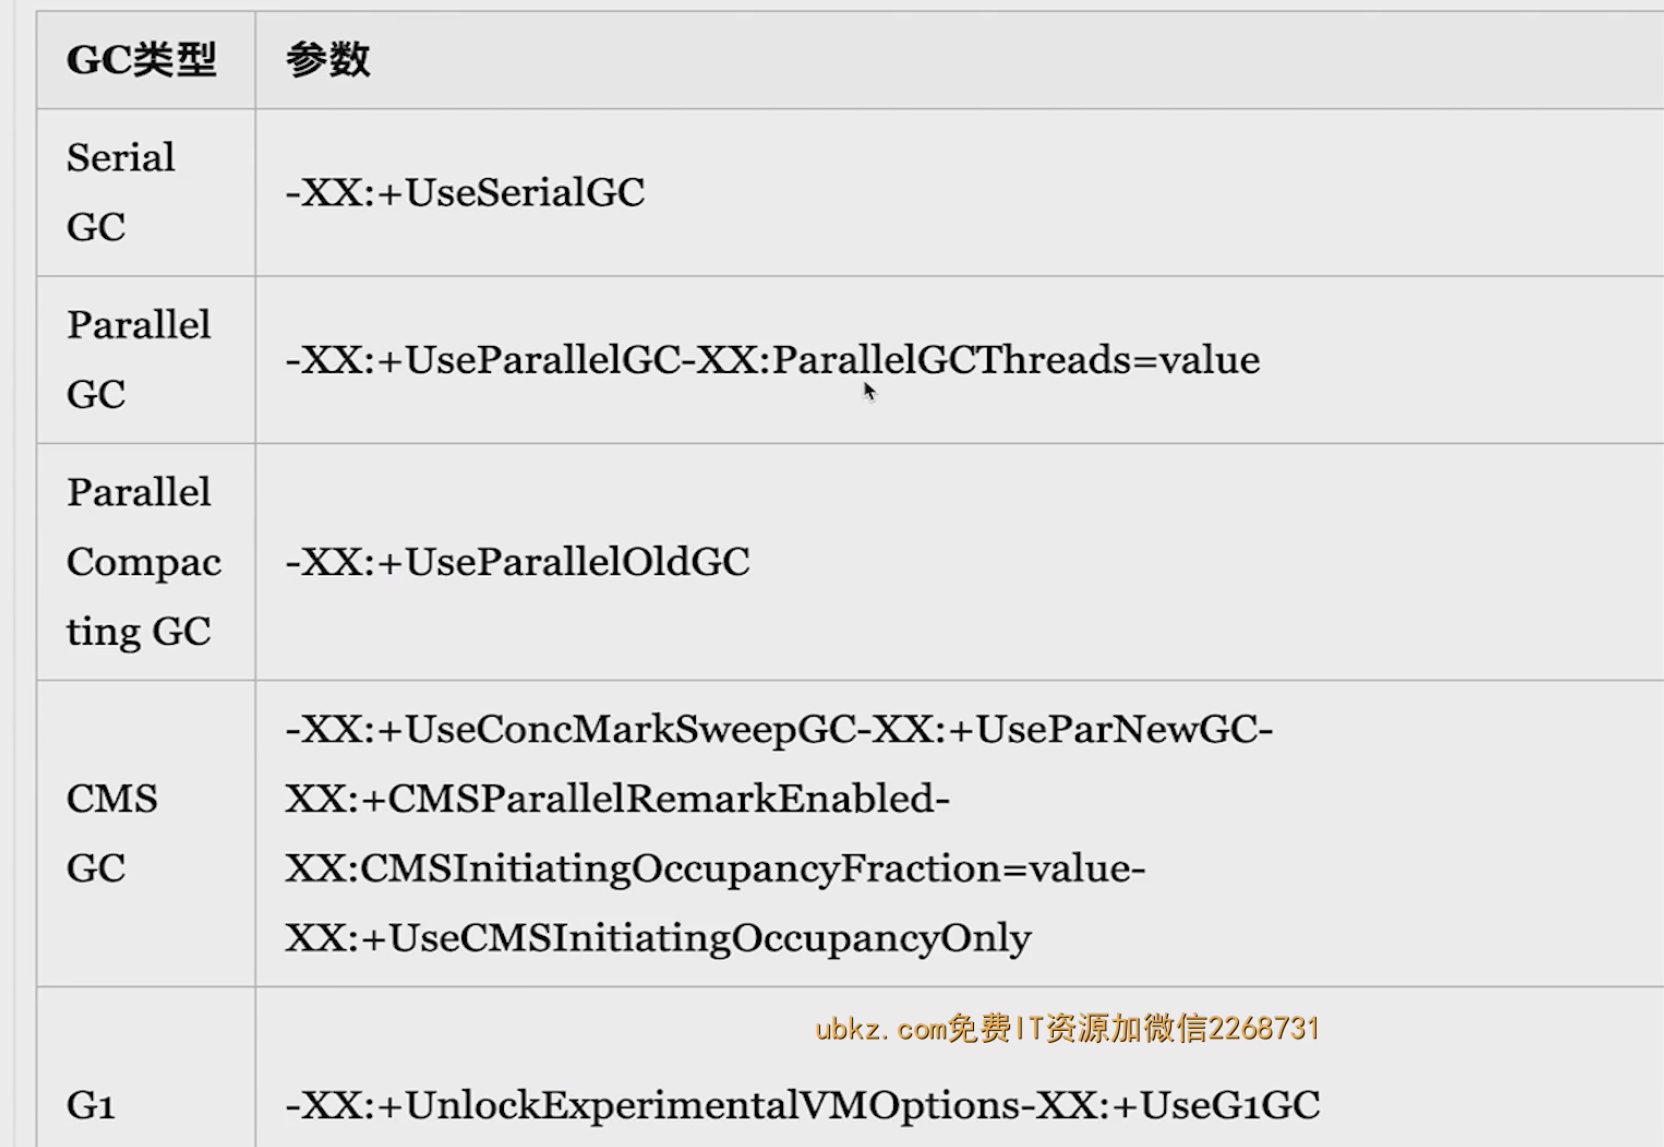 GC类型
参数
Serial
GC
-XX:+UseSerialGC
Parallel
GC
-XX:+UseParallelGC-XX:ParallelGCThreads=value
Parallel
Compac
ting GC
-XX:+UseParallelOldGC
CMS
GC
-XX:+UseConcMarkSweepGC-XX:+UseParNewGC-
XX:+CMSParallelRemarkEnabled-
XX:CMSInitiatingOccupancyFraction=value-
XX:+UseCMSInitiatingOccupancyOnly
ubkz.com免费IT资源加微信2268731
G1
-XX:+UnlockExperimentalVMOptions-XX:+UseG1GC